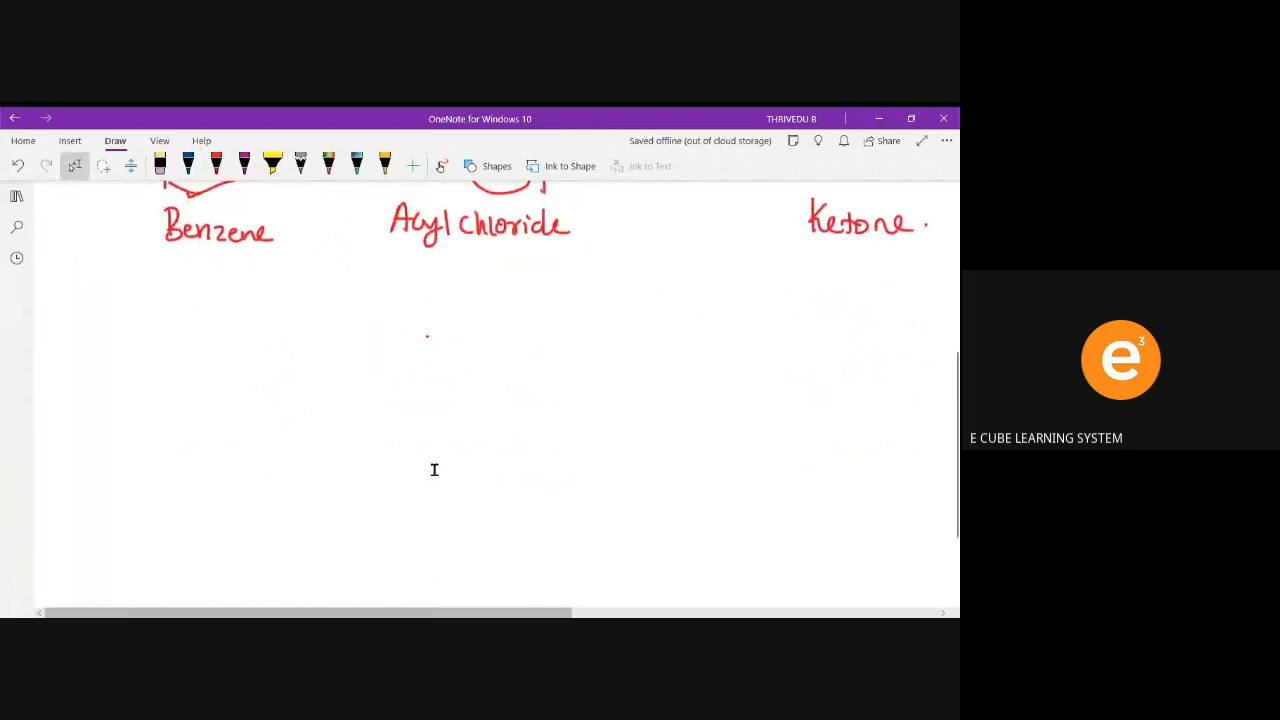 OneNote for Windows 10
THRIVEDU B
Home Insert Draw View Help
Saved offline (out of cloud storage)
Share
Shapes
Ink to Shape
Ink to Text
Benzene
Acyl chloride
Ketone.
e3
E CUBE LEARNING SYSTEM